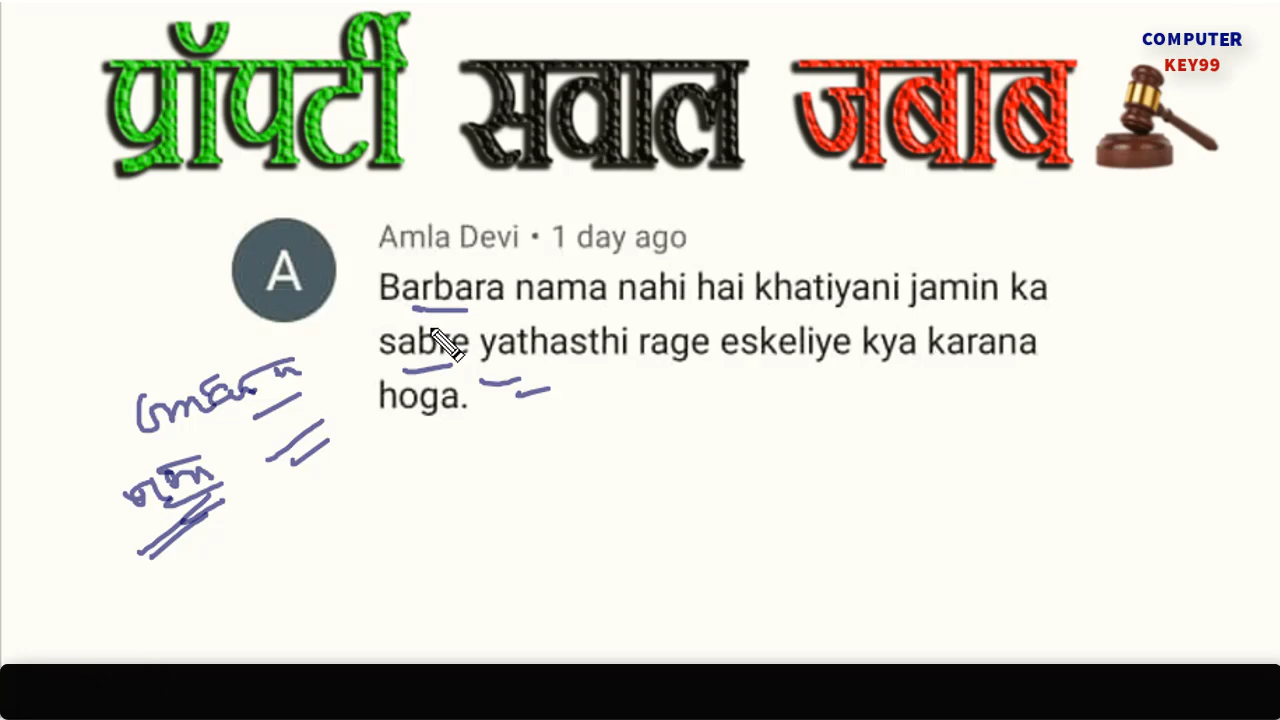 प्रॉपर्टी सवाल जबाब
COMPUTER
KEY99
A
Amla Devi • 1 day ago
Barbara nama nahi hai khatiyani jamin ka
sabre yathasthi rage eskeliye kya karana
hoga.